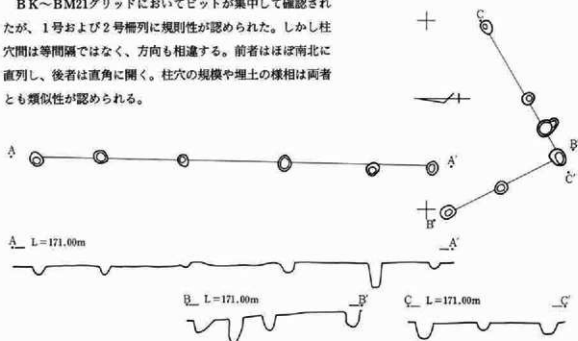 BK～BM21グリッドにおいてピットが集中して確認され
たが、1号および2号柵列に規則性が認められた。しかし柱
穴間は等間隔ではなく、方向も相違する。前者はほぼ南北に
直列し、後者は直角に開く。柱穴の規模や埋土の様相は両者
とも類似性が認められる。
C
A
A'
B'
C'
B
A L=171.00m A'
B L=171.00m B'
C L=171.00m C'